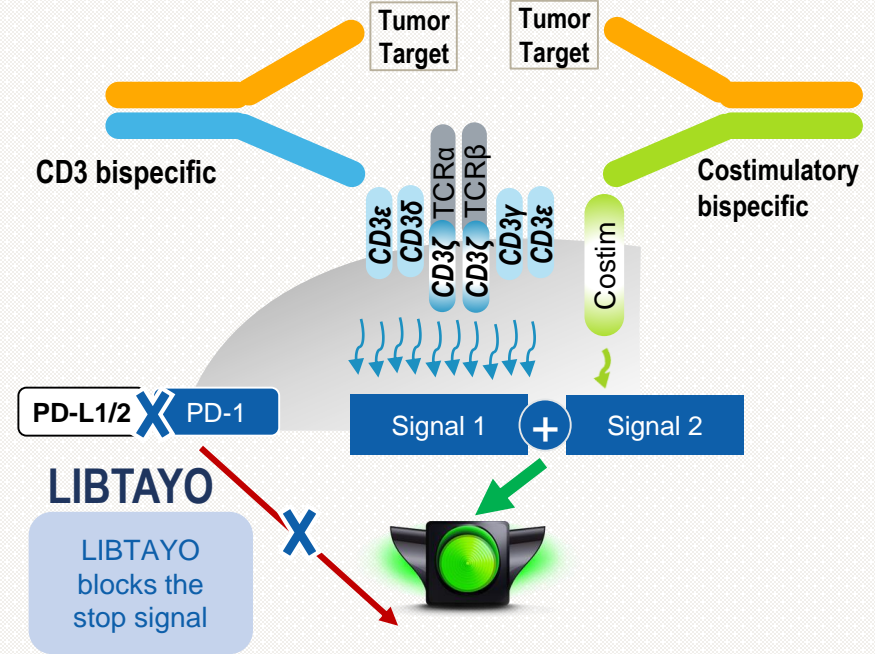 Tumor
Target
Tumor
Target
CD3 bispecific
Costimulatory
bispecific
CD3ε
CD3δ
TCRα
CD3ζ
TCRβ
CD3ζ
CD3γ
CD3ε
Costim
PD-L1/2
X
PD-1
Signal 1
+
Signal 2
LIBTAYO
X
LIBTAYO
blocks the
stop signal